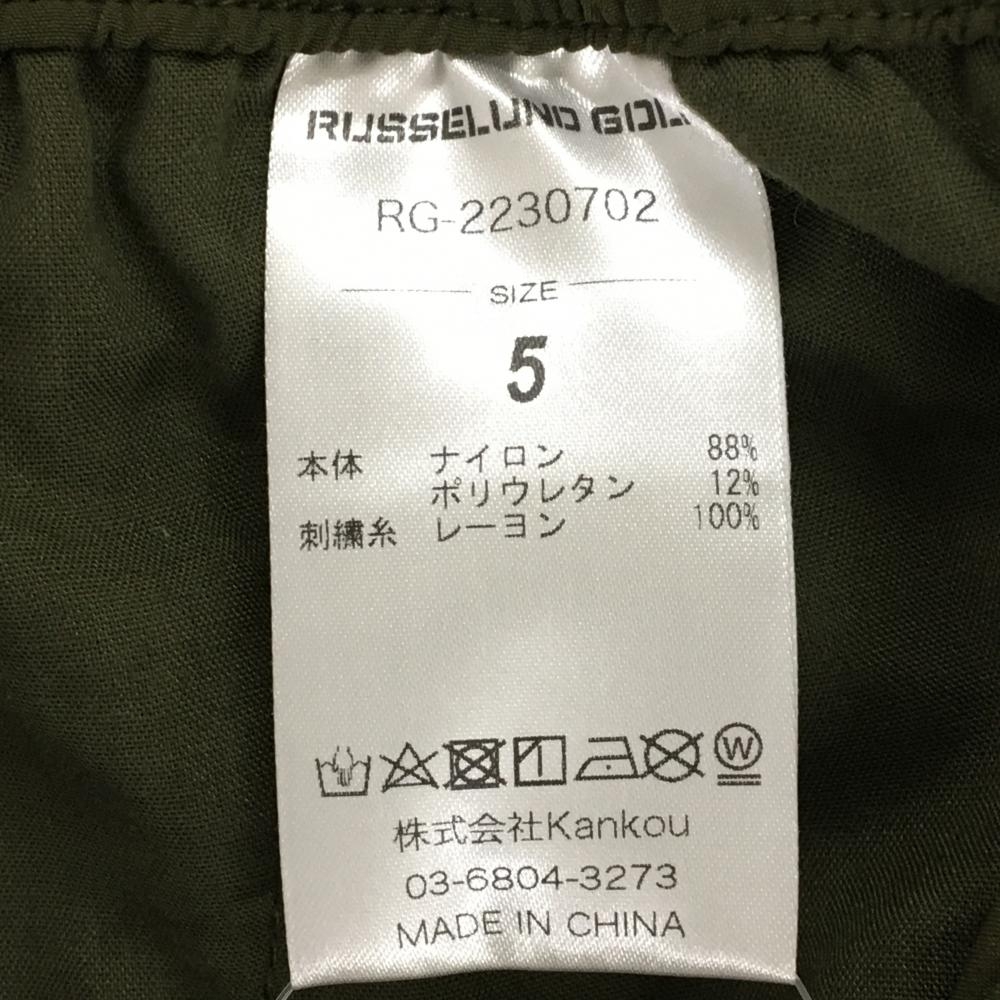 RUSSELUNO GOLF
RG-2230702
SIZE
5
本体 ナイロン 88%
ポリウレタン 12%
刺繍糸 レーヨン 100%
W
株式会社Kankou
03-6804-3273
MADE IN CHINA